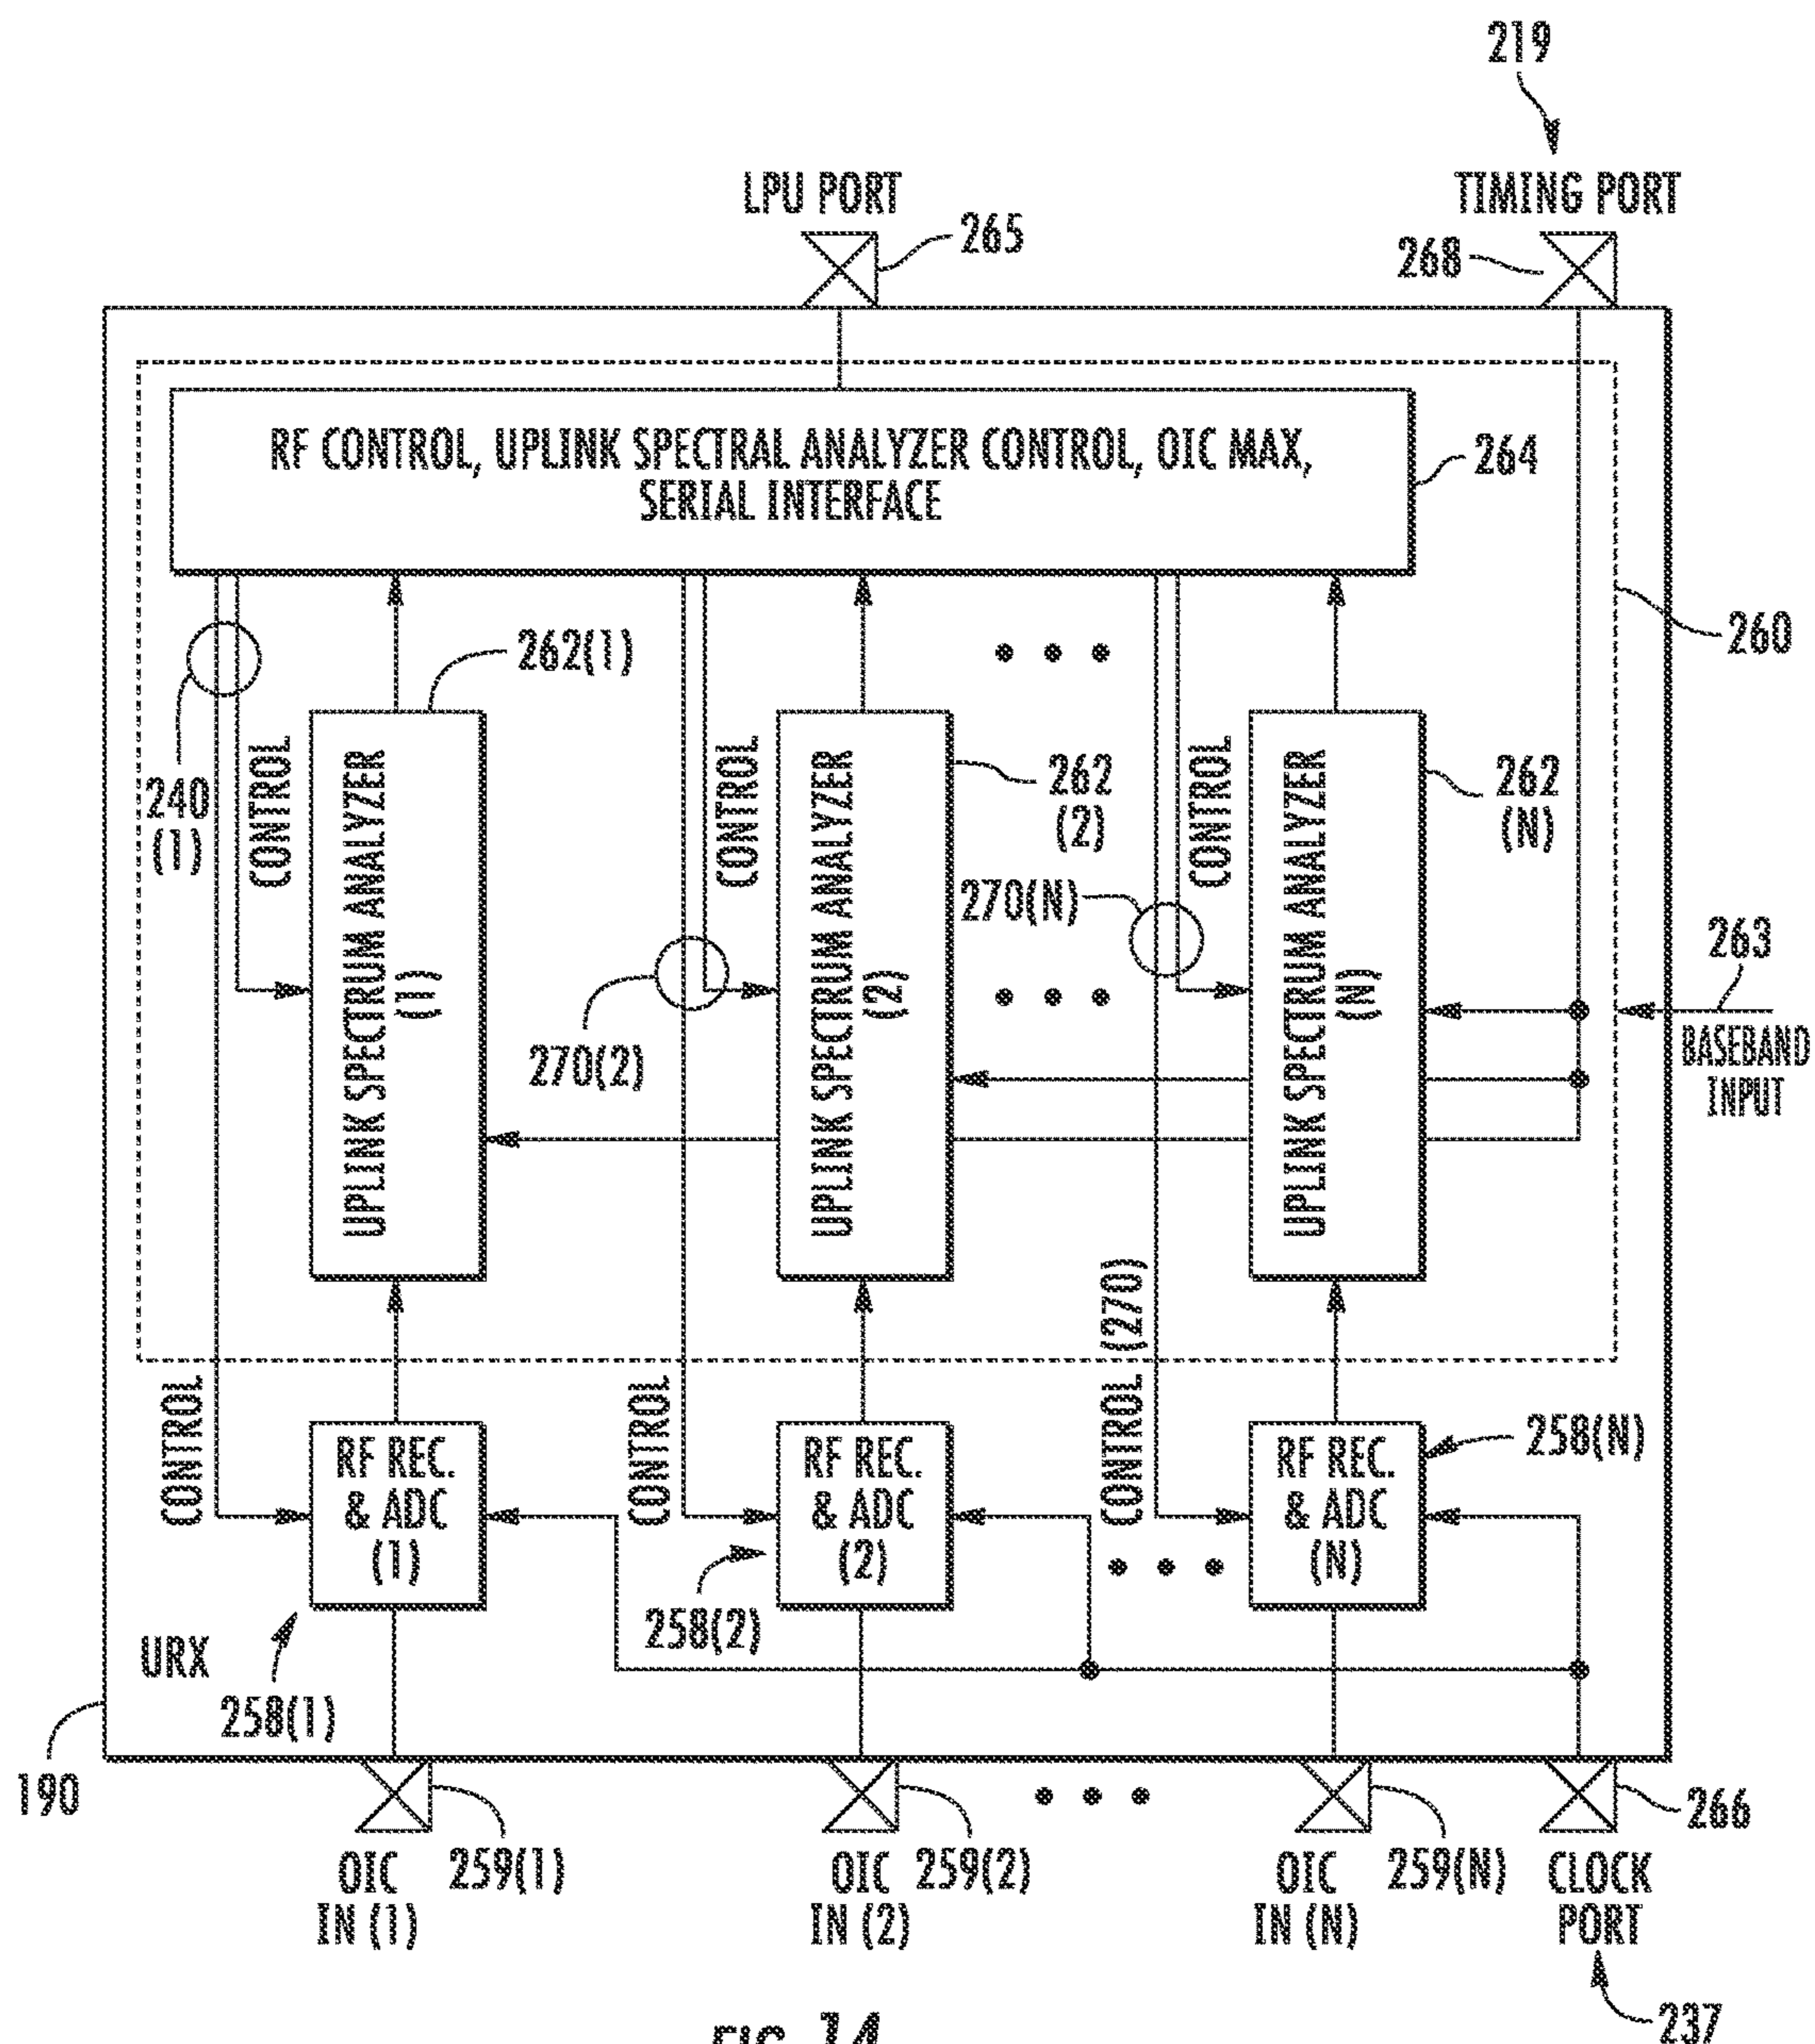 219
LPU PORT
TIMING PORT
265
268
RF CONTROL, UPLINK SPECTRAL ANALYZER CONTROL, OIC MAX,
SERIAL INTERFACE
264
260
262(1)
240
(1)
CONTROL
UPLINK SPECTRUM ANALYZER
(1)
CONTROL
UPLINK SPECTRUM ANALYZER
(2)
262
(2)
270(N)
CONTROL
UPLINK SPECTRUM ANALYZER
(N)
262
(N)
263
BASEBAND
INPUT
270(2)
CONTROL
RF REC.
& ADC
(1)
CONTROL
RF REC.
& ADC
(2)
CONTROL (270)
RF REC.
& ADC
(N)
258(N)
258(2)
URX
258(1)
190
266
OIC
IN (1)
259(1)
OIC
IN (2)
259(2)
OIC
IN (N)
259(N)
CLOCK
PORT
237
FIG. 14